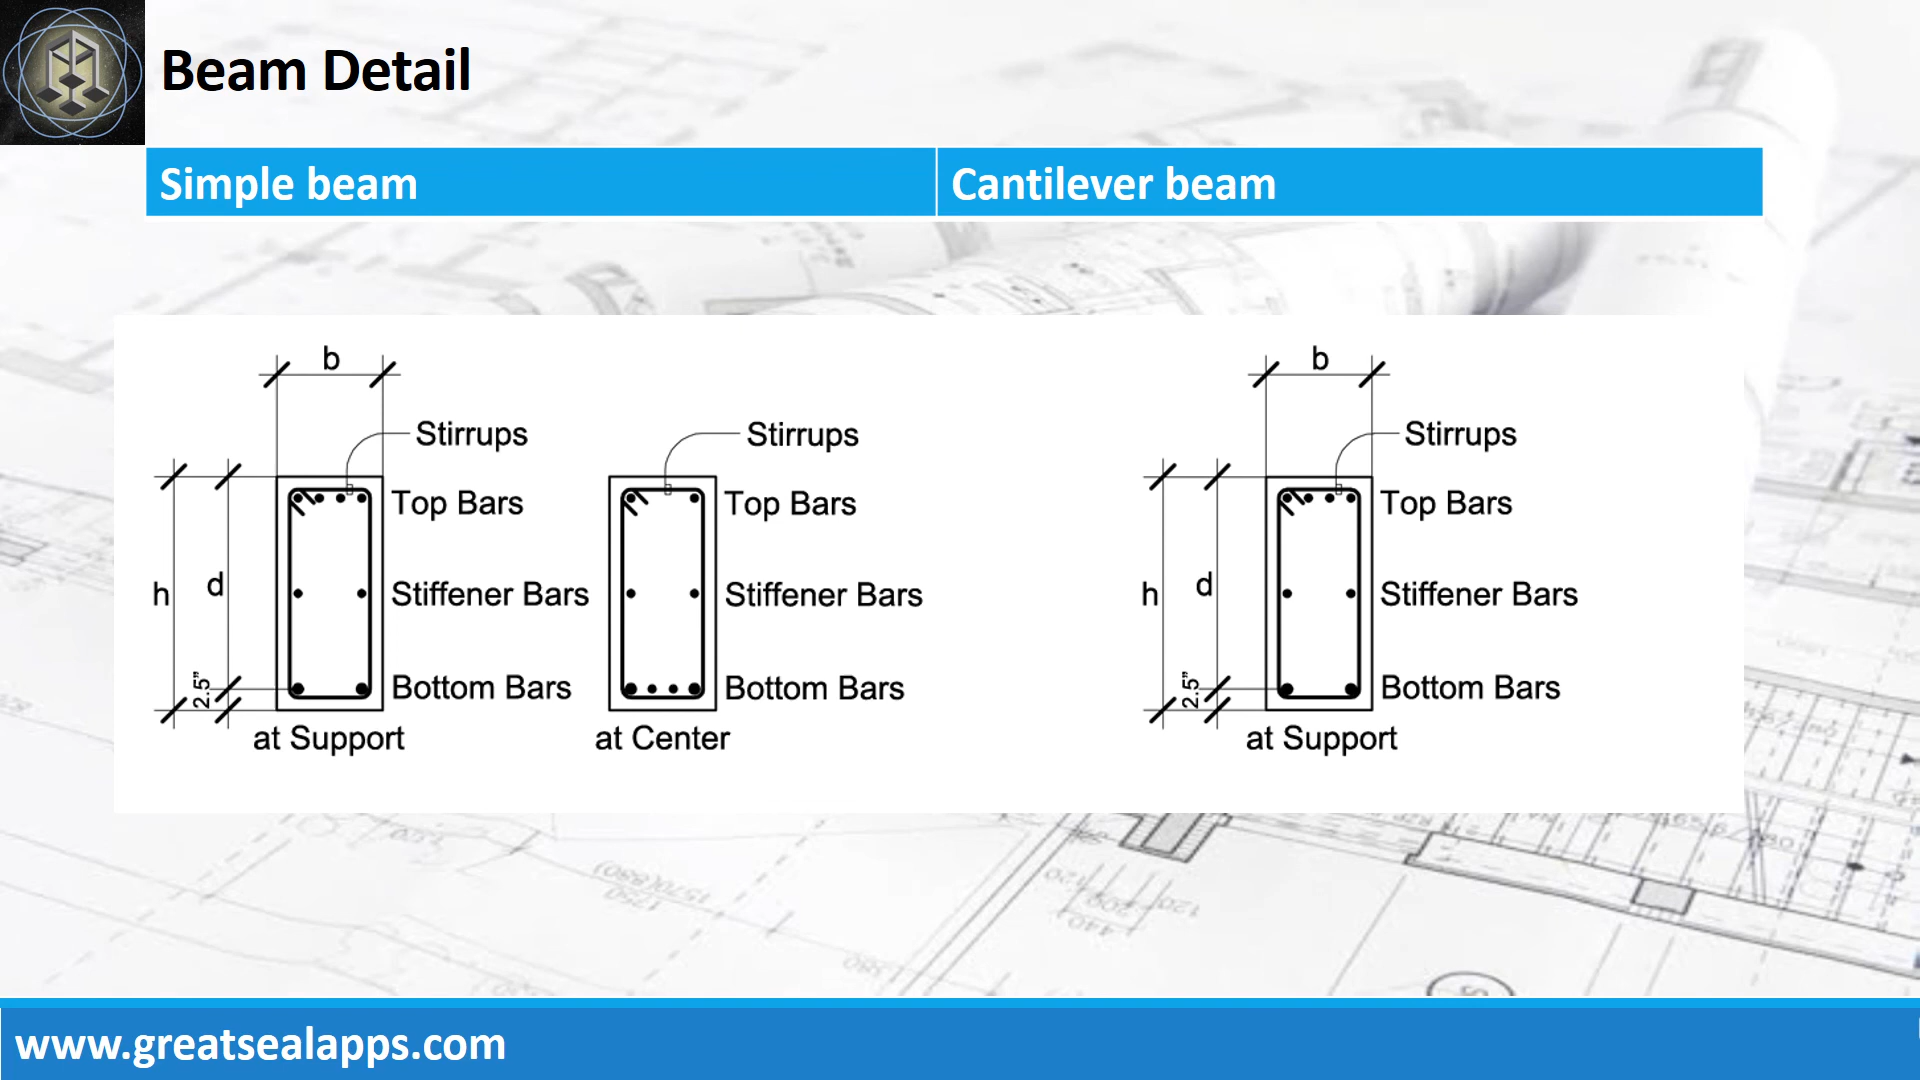 Beam Detail
Simple beam
Cantilever beam
b
Stirrups
Top Bars
h
d
Stiffener Bars
2.5”
Bottom Bars
at Support
Stirrups
Top Bars
Stiffener Bars
Bottom Bars
at Center
b
Stirrups
Top Bars
h
d
Stiffener Bars
2.5”
Bottom Bars
at Support
www.greatsealapps.com